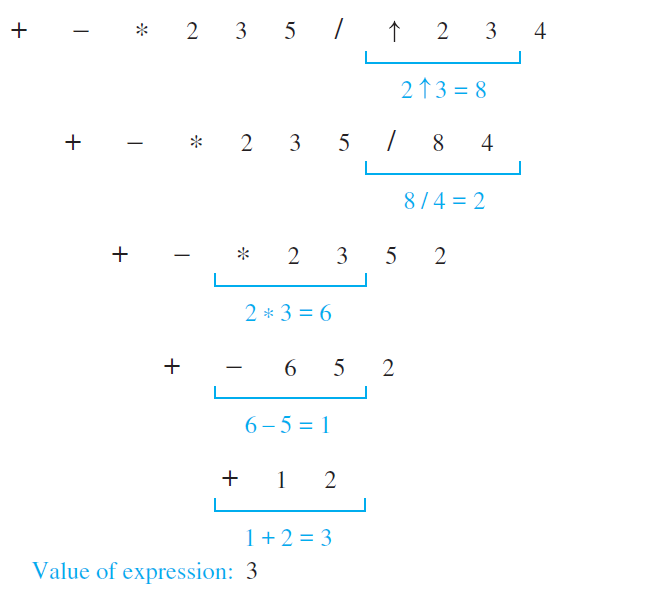 + − * 2 3 5 / ↑ 2 3 4
2 ↑ 3 = 8
+ − * 2 3 5 / 8 4
8 / 4 = 2
+ − * 2 3 5 2
2 * 3 = 6
+ − 6 5 2
6 – 5 = 1
+ 1 2
1 + 2 = 3
Value of expression: 3